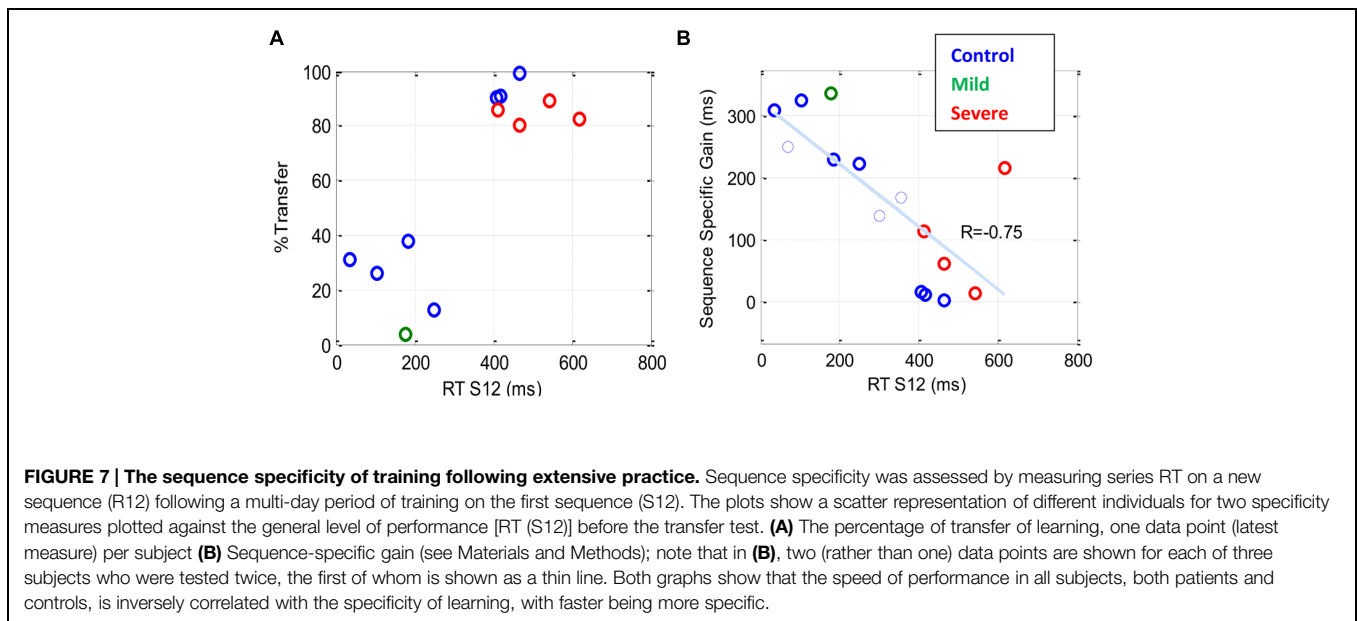 A
B
Control
Mild
Severe
100
80
60
40
20
0
%Transfer
0 200 400 600 800
RT S12 (ms)
300
200
100
0
Sequence Specific Gain (ms)
R=-0.75
0 200 400 600 800
RT S12 (ms)
FIGURE 7 | The sequence specificity of training following extensive practice. Sequence specificity was assessed by measuring series RT on a new
sequence (R12) following a multi-day period of training on the first sequence (S12). The plots show a scatter representation of different individuals for two specificity
measures plotted against the general level of performance [RT (S12)] before the transfer test. (A) The percentage of transfer of learning, one data point (latest
measure) per subject (B) Sequence-specific gain (see Materials and Methods); note that in (B), two (rather than one) data points are shown for each of three
subjects who were tested twice, the first of whom is shown as a thin line. Both graphs show that the speed of performance in all subjects, both patients and
controls, is inversely correlated with the specificity of learning, with faster being more specific.